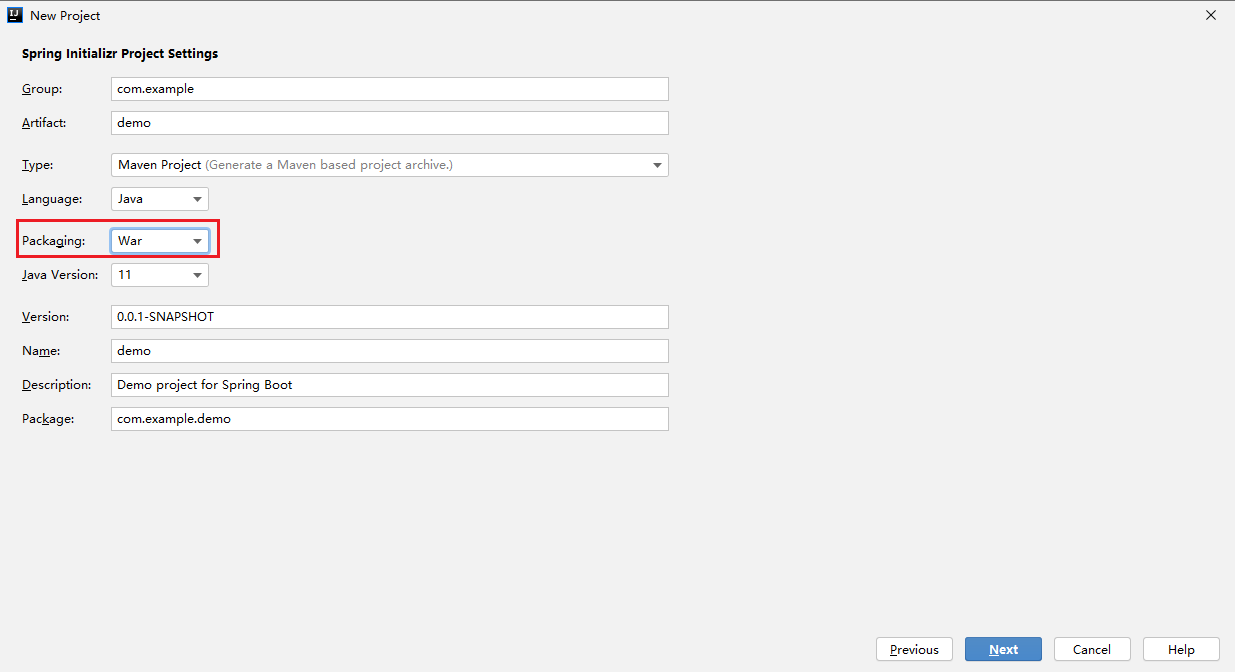 New Project
Spring Initializr Project Settings
Group: com.example
Artifact: demo
Type: Maven Project (Generate a Maven based project archive.)
Language: Java
Packaging: War
Java Version: 11
Version: 0.0.1-SNAPSHOT
Name: demo
Description: Demo project for Spring Boot
Package: com.example.demo
Previous Next Cancel Help